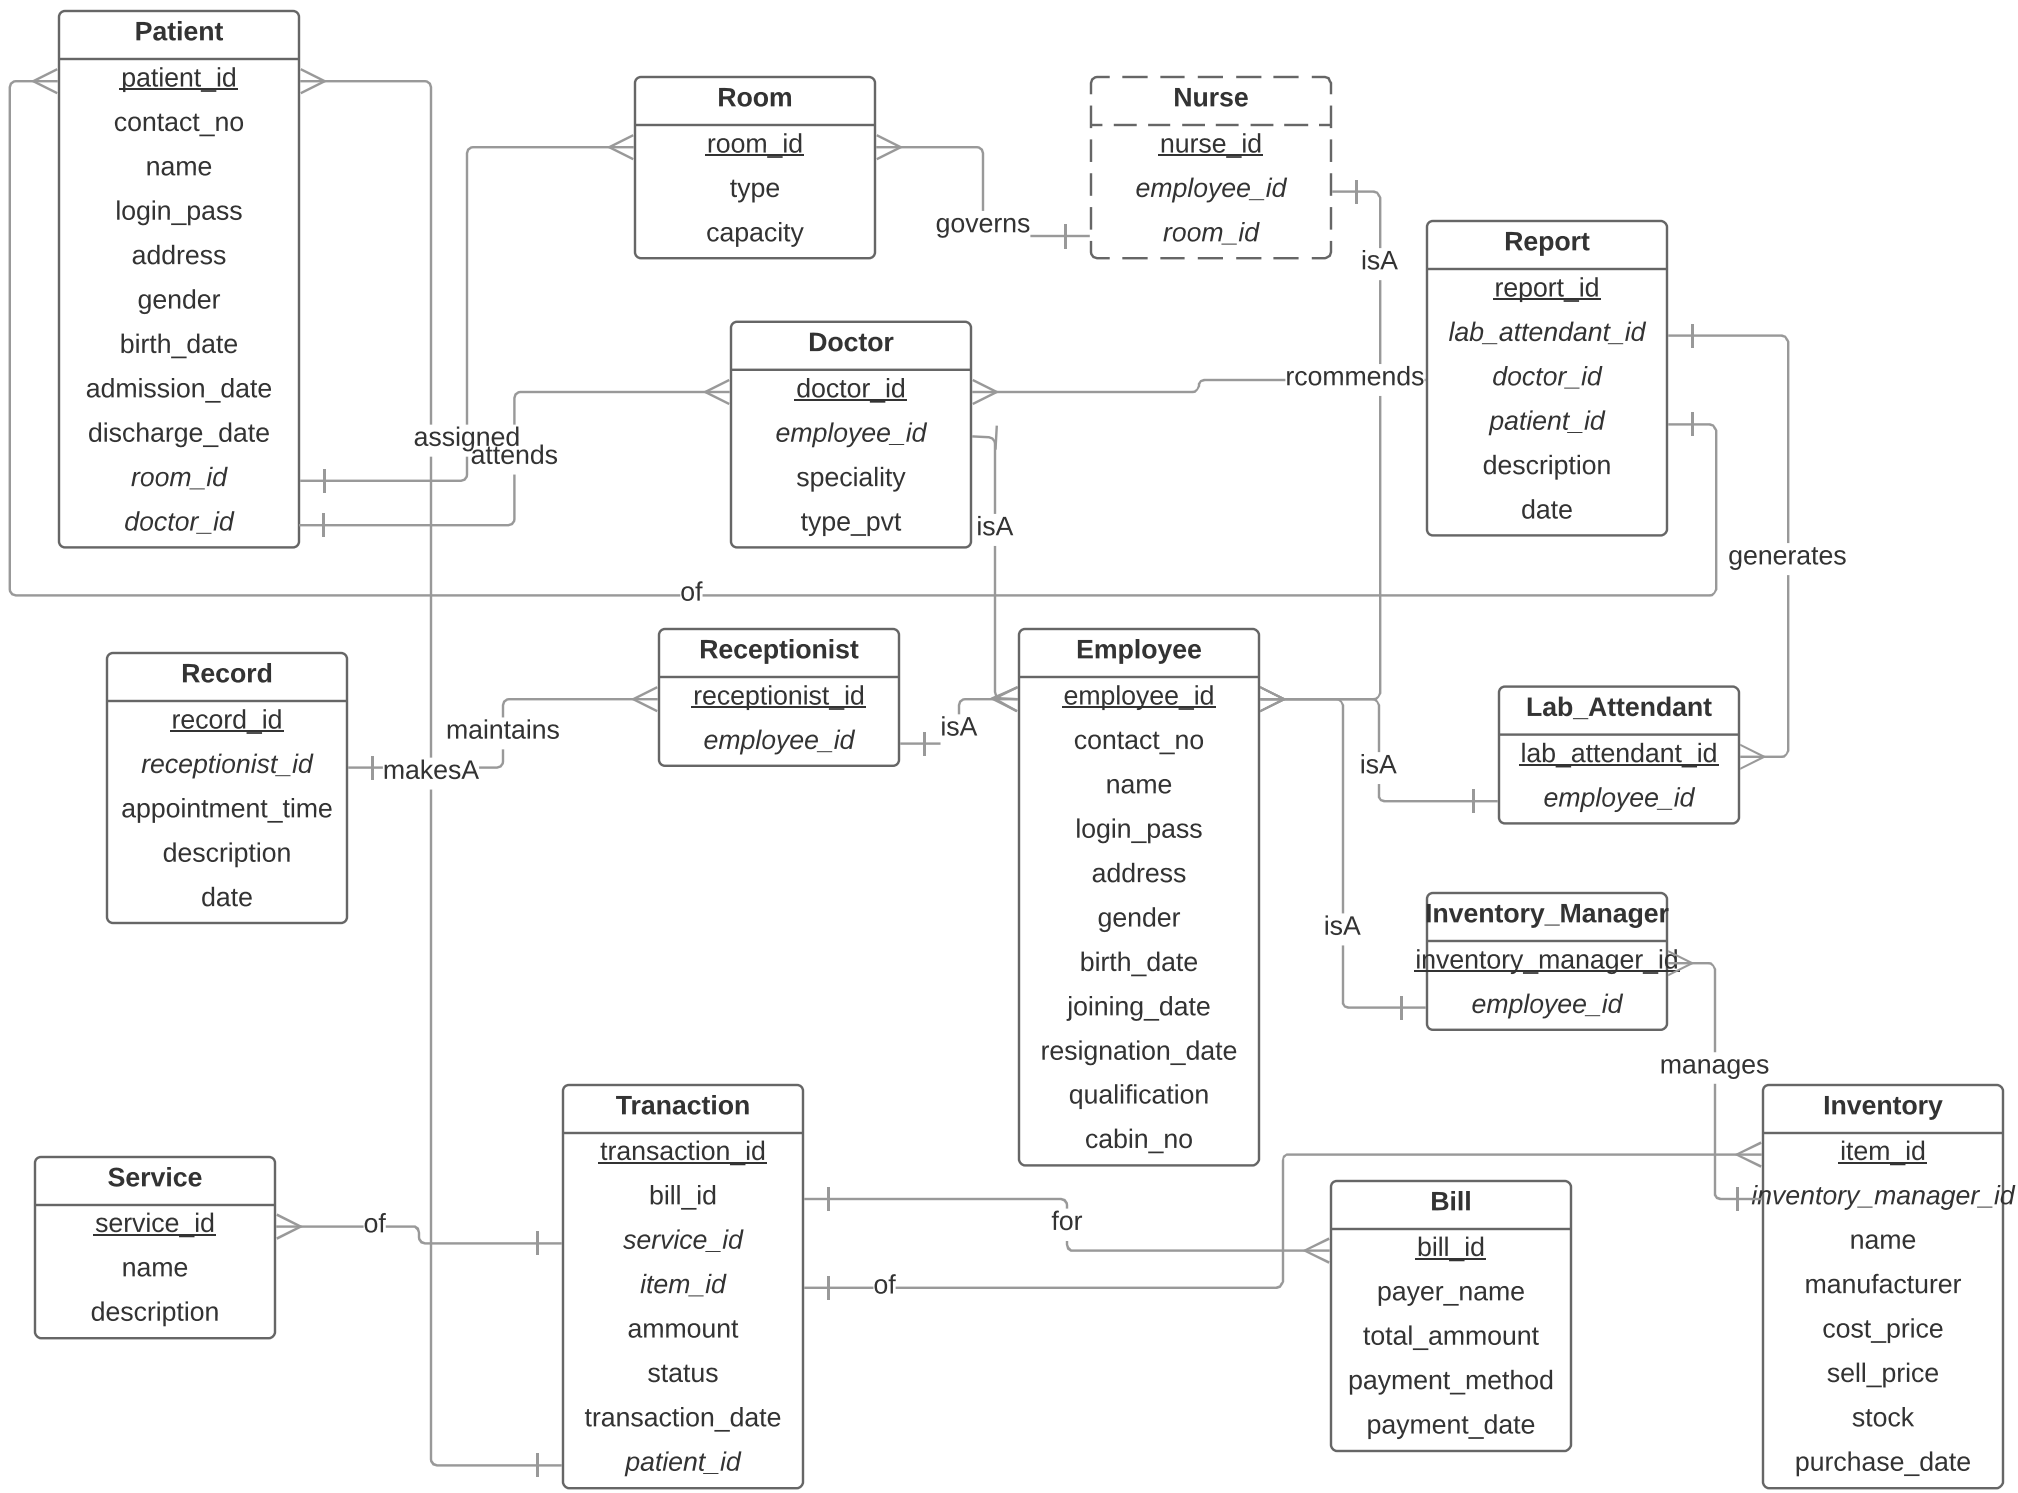 Patient
patient_id
contact_no
name
login_pass
address
gender
birth_date
admission_date
discharge_date
room_id
doctor_id
Room
room_id
type
capacity
governs
Nurse
nurse_id
employee_id
room_id
isA
Report
report_id
lab_attendant_id
doctor_id
patient_id
description
date
Doctor
doctor_id
employee_id
speciality
type_pvt
rcommends
assigned
attends
isA
generates
of
Record
record_id
receptionist_id
appointment_time
description
date
maintains
makesA
Receptionist
receptionist_id
employee_id
isA
Employee
employee_id
contact_no
name
login_pass
address
gender
birth_date
joining_date
resignation_date
qualification
cabin_no
isA
Lab_Attendant
lab_attendant_id
employee_id
isA
Inventory_Manager
inventory_manager_id
employee_id
manages
Service
service_id
name
description
of
Tranaction
transaction_id
bill_id
service_id
item_id
ammount
status
transaction_date
patient_id
for
of
Bill
bill_id
payer_name
total_ammount
payment_method
payment_date
Inventory
item_id
inventory_manager_id
name
manufacturer
cost_price
sell_price
stock
purchase_date